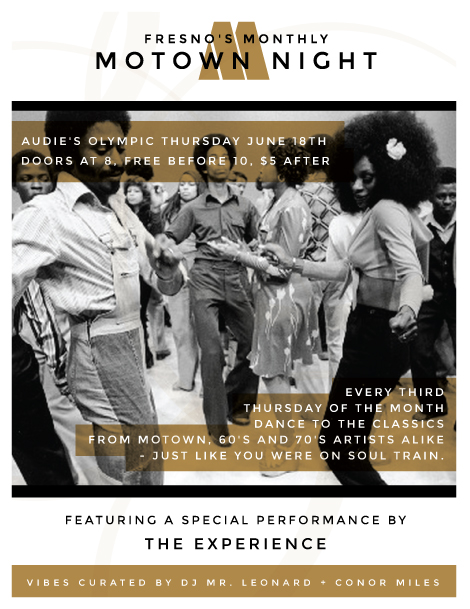 FRESNO'S MONTHLY
MOTOWN NIGHT
AUDIE'S OLYMPIC THURSDAY JUNE 18TH
DOORS AT 8, FREE BEFORE 10, $5 AFTER
EVERY THIRD
THURSDAY OF THE MONTH
DANCE TO THE CLASSICS
FROM MOTOWN, 60'S AND 70'S ARTISTS ALIKE
- JUST LIKE YOU WERE ON SOUL TRAIN.
FEATURING A SPECIAL PERFORMANCE BY
THE EXPERIENCE
VIBES CURATED BY DJ MR. LEONARD + CONOR MILES